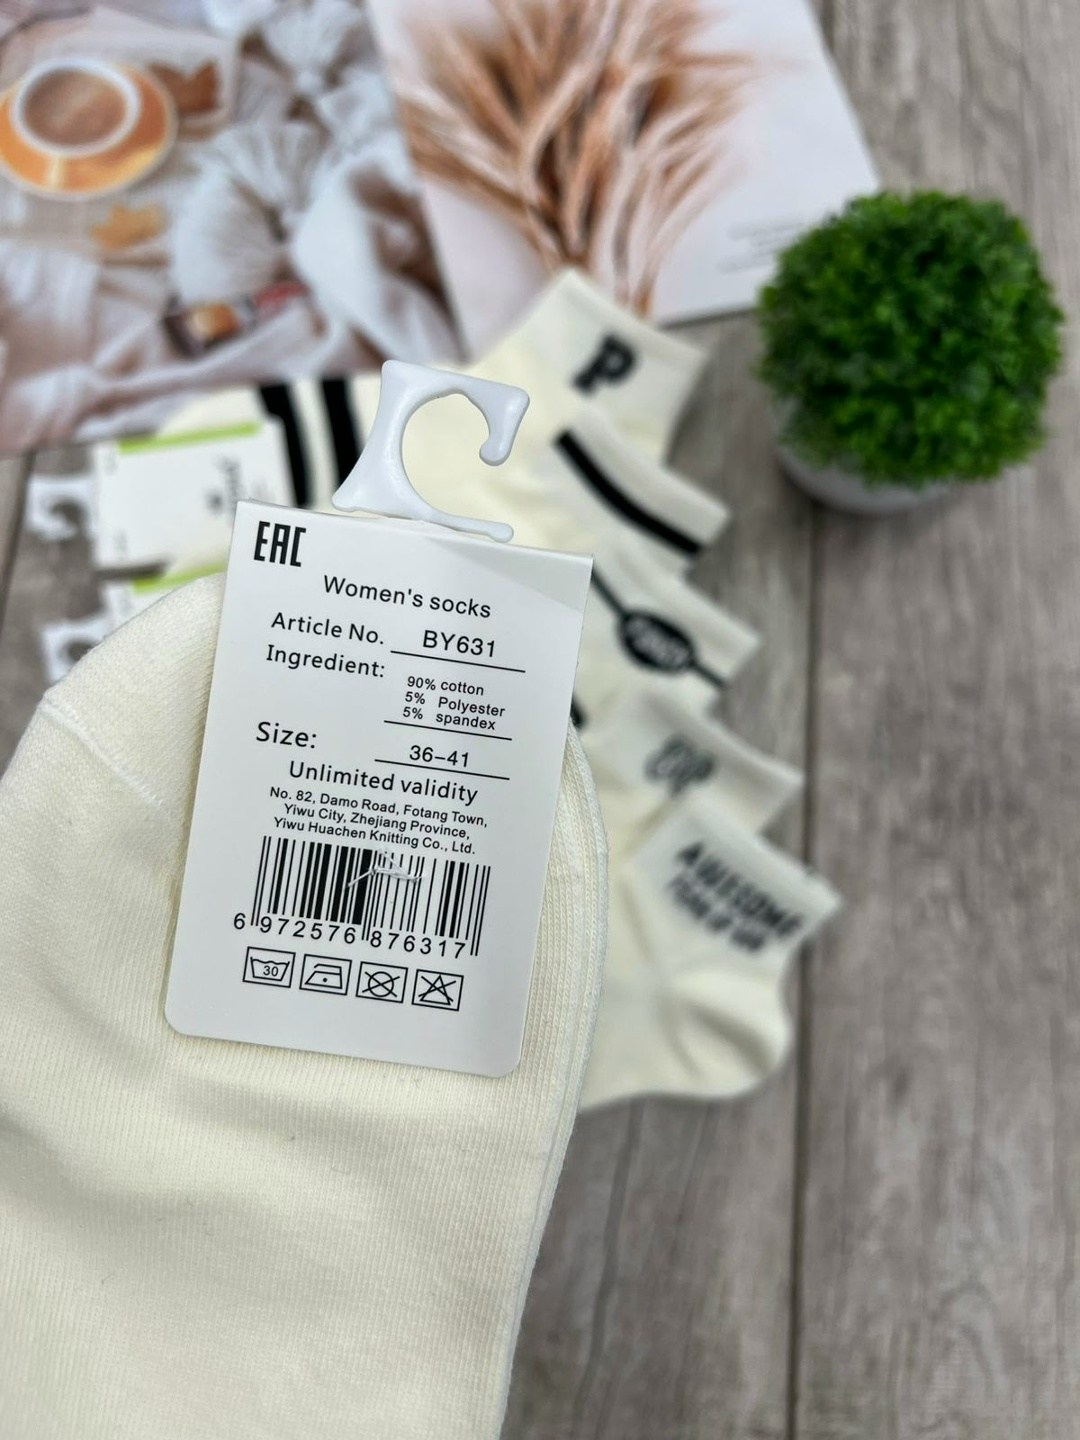 EAC
Women's socks
Article No. BY631
Ingredient: 90% cotton
5% Polyester
5% spandex
Size: 36-41
Unlimited validity
No. 82, Damo Road, Fotang Town,
Yiwu City, Zhejiang Province,
Yiwu Huachen Knitting Co., Ltd.
6 972576 876317
30
P
AWESOME